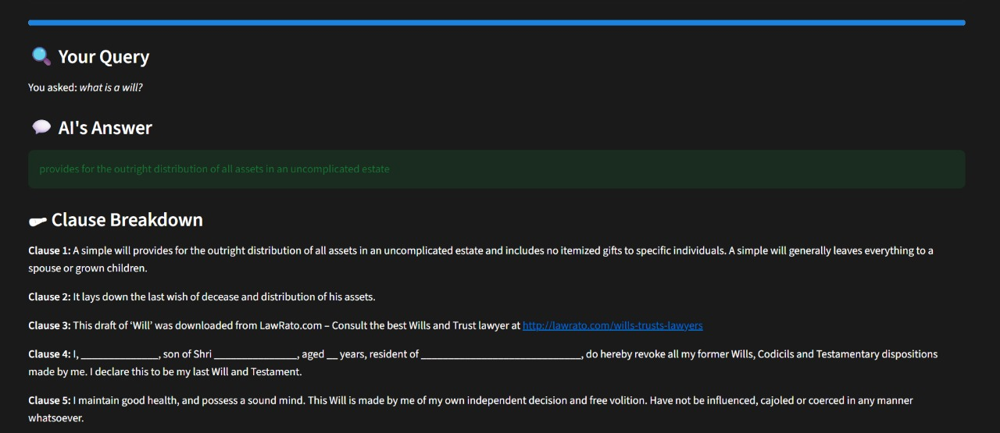 Your Query
You asked: what is a will?
AI's Answer
provides for the outright distribution of all assets in an uncomplicated estate
Clause Breakdown
Clause 1: A simple will provides for the outright distribution of all assets in an uncomplicated estate and includes no itemized gifts to specific individuals. A simple will generally leaves everything to a
spouse or grown children.
Clause 2: It lays down the last wish of decease and distribution of his assets.
Clause 3: This draft of ‘Will’ was downloaded from LawRato.com – Consult the best Wills and Trust lawyer at http://lawrato.com/wills-trusts-lawyers
Clause 4: I, ______________, son of Shri _______________, aged __ years, resident of _____________________________, do hereby revoke all my former Wills, Codicils and Testamentary dispositions
made by me. I declare this to be my last Will and Testament.
Clause 5: I maintain good health, and possess a sound mind. This Will is made by me of my own independent decision and free volition. Have not be influenced, cajoled or coerced in any manner
whatsoever.